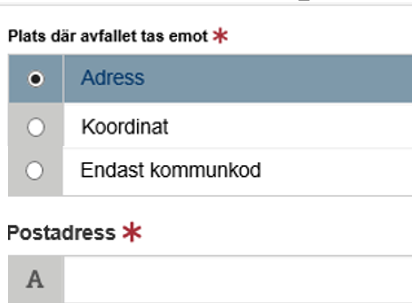 Plats där avfallet tas emot *
Adress
Koordinat
Endast kommunkod
Postadress *
A